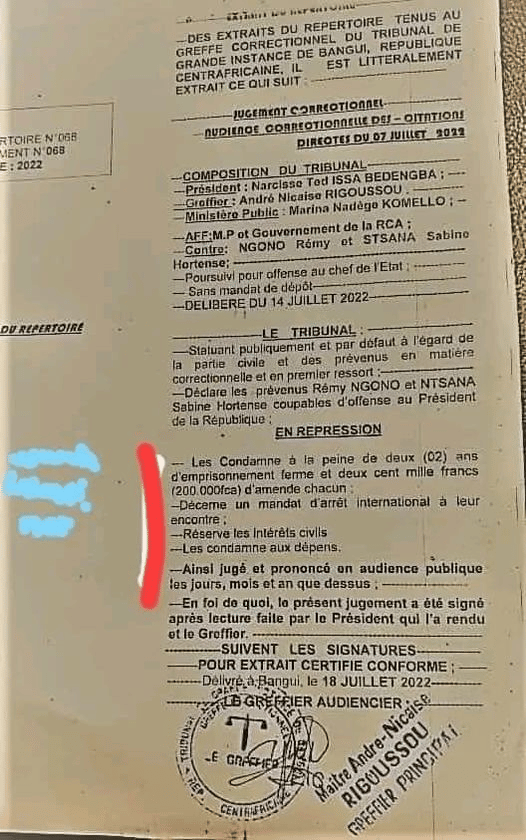 EXTRAIT DU REPERTOIRE
—DES EXTRAITS DU REPERTOIRE TENUS AU
GREFFE CORRECTIONNEL DU TRIBUNAL DE
GRANDE INSTANCE DE BANGUI, REPUBLIQUE
CENTRAFRICAINE, IL EST LITTERALEMENT
EXTRAIT CE QUI SUIT :
JUGEMENT CORRECTIONNEL
AUDIENCE CORRECTIONNELLE DES - CITATIONS
DIRECTES DU 07 JUILLET 2022
RTOIRE N°068
MENT N°068
E : 2022
—COMPOSITION DU TRIBUNAL—
—Président : Narcisse Ted ISSA BEDENGBA ; —
—Greffier : André Nicaise RIGOUSSOU .
—Ministère Public : Marina Nadège KOMELLO ; —
—AFF:M.P et Gouvernement de la RCA ;
—Contre: NGONO Rémy et STSANA Sabine
Hortense;
—Poursuivi pour offense au chef de l'Etat ;
— Sans mandat de dépôt—
—DELIBERE DU 14 JUILLET 2022—
DU REPERTOIRE
—LE TRIBUNAL :
—Statuant publiquement et par défaut à l'égard de
la partie civile et des prévenus en matière
correctionnelle et en premier ressort ;
—Déclare les prévenus Rémy NGONO et NTSANA
Sabine Hortense coupables d'offense au Président
de la République ;
EN REPRESSION
— Les Condamne à la peine de deux (02) ans
d'emprisonnement ferme et deux cent mille francs
(200.000fca) d'amende chacun ;
—Décerne un mandat d'arrêt international à leur
encontre ;
—Réserve les Intérêts civils
—Les condamne aux dépens.
—Ainsi jugé et prononcé en audience publique
les jours, mois et an que dessus ;
—En foi de quoi, le présent jugement a été signé
après lecture faite par le Président qui l'a rendu
et le Greffier.
—SUIVENT LES SIGNATURES—
—POUR EXTRAIT CERTIFIE CONFORME ;—
—Délivré à Bangui, le 18 JUILLET 2022—
—LE GREFFIER AUDIENCIER ;—
LE GREFFIER
TRIBUNAL
REP. CENTRAFRICAINE
Maître André-Nicaise
RIGOUSSOU
GREFFIER PRINCIPAL